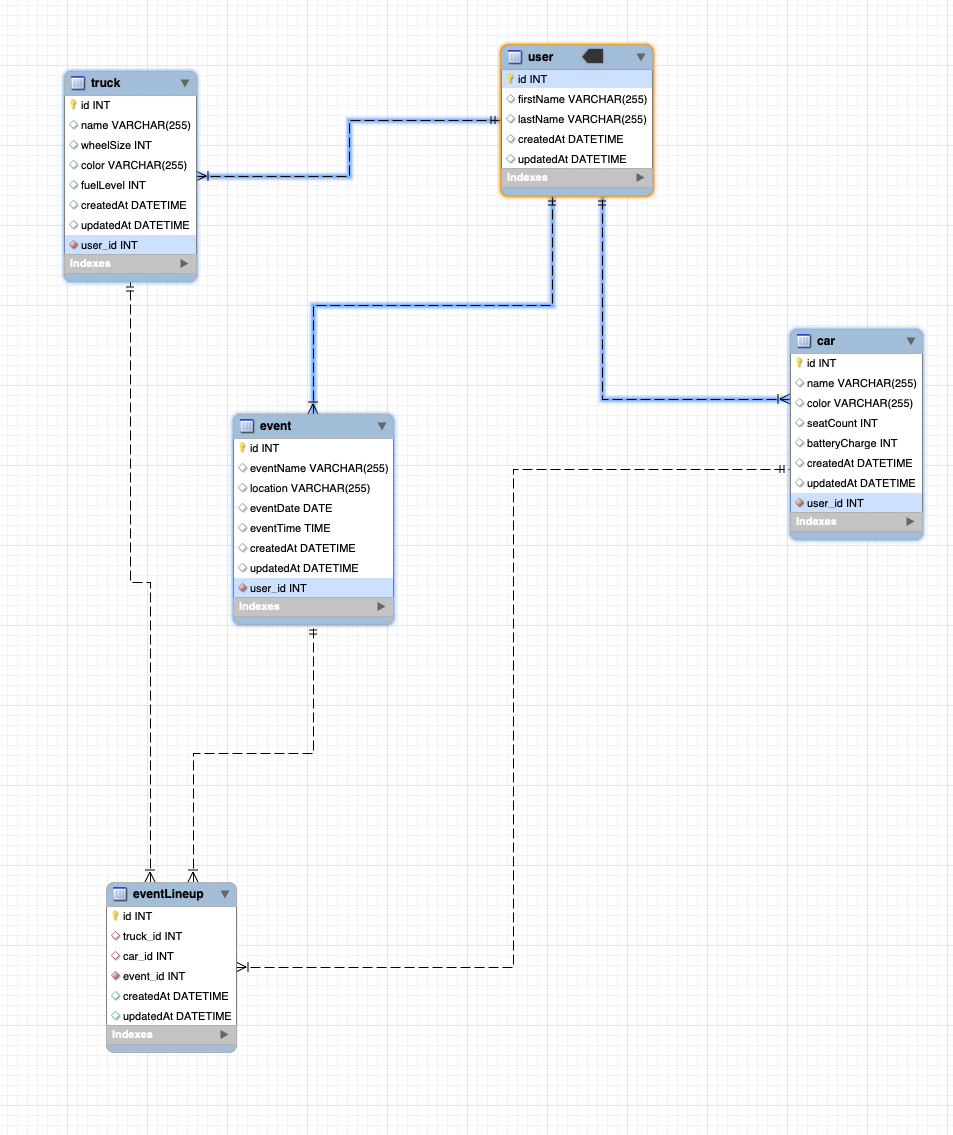 user
id INT
firstName VARCHAR(255)
lastName VARCHAR(255)
createdAt DATETIME
updatedAt DATETIME
Indexes
truck
id INT
name VARCHAR(255)
wheelSize INT
color VARCHAR(255)
fuelLevel INT
createdAt DATETIME
updatedAt DATETIME
user_id INT
Indexes
car
id INT
name VARCHAR(255)
color VARCHAR(255)
seatCount INT
batteryCharge INT
createdAt DATETIME
updatedAt DATETIME
user_id INT
Indexes
event
id INT
eventName VARCHAR(255)
location VARCHAR(255)
eventDate DATE
eventTime TIME
createdAt DATETIME
updatedAt DATETIME
user_id INT
Indexes
eventLineup
id INT
truck_id INT
car_id INT
event_id INT
createdAt DATETIME
updatedAt DATETIME
Indexes